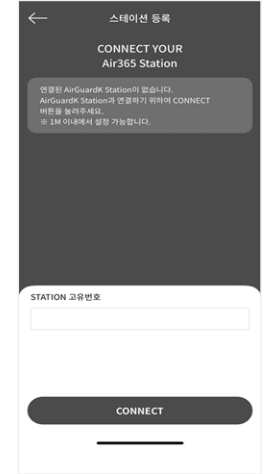 스테이션 등록
CONNECT YOUR
Air365 Station
연결된 AirGuardK Station이 없습니다.
AirGuardK Station과 연결하기 위하여 CONNECT
버튼을 눌러주세요.
※ 1M 이내에서 설정 가능합니다.
STATION 고유번호
CONNECT